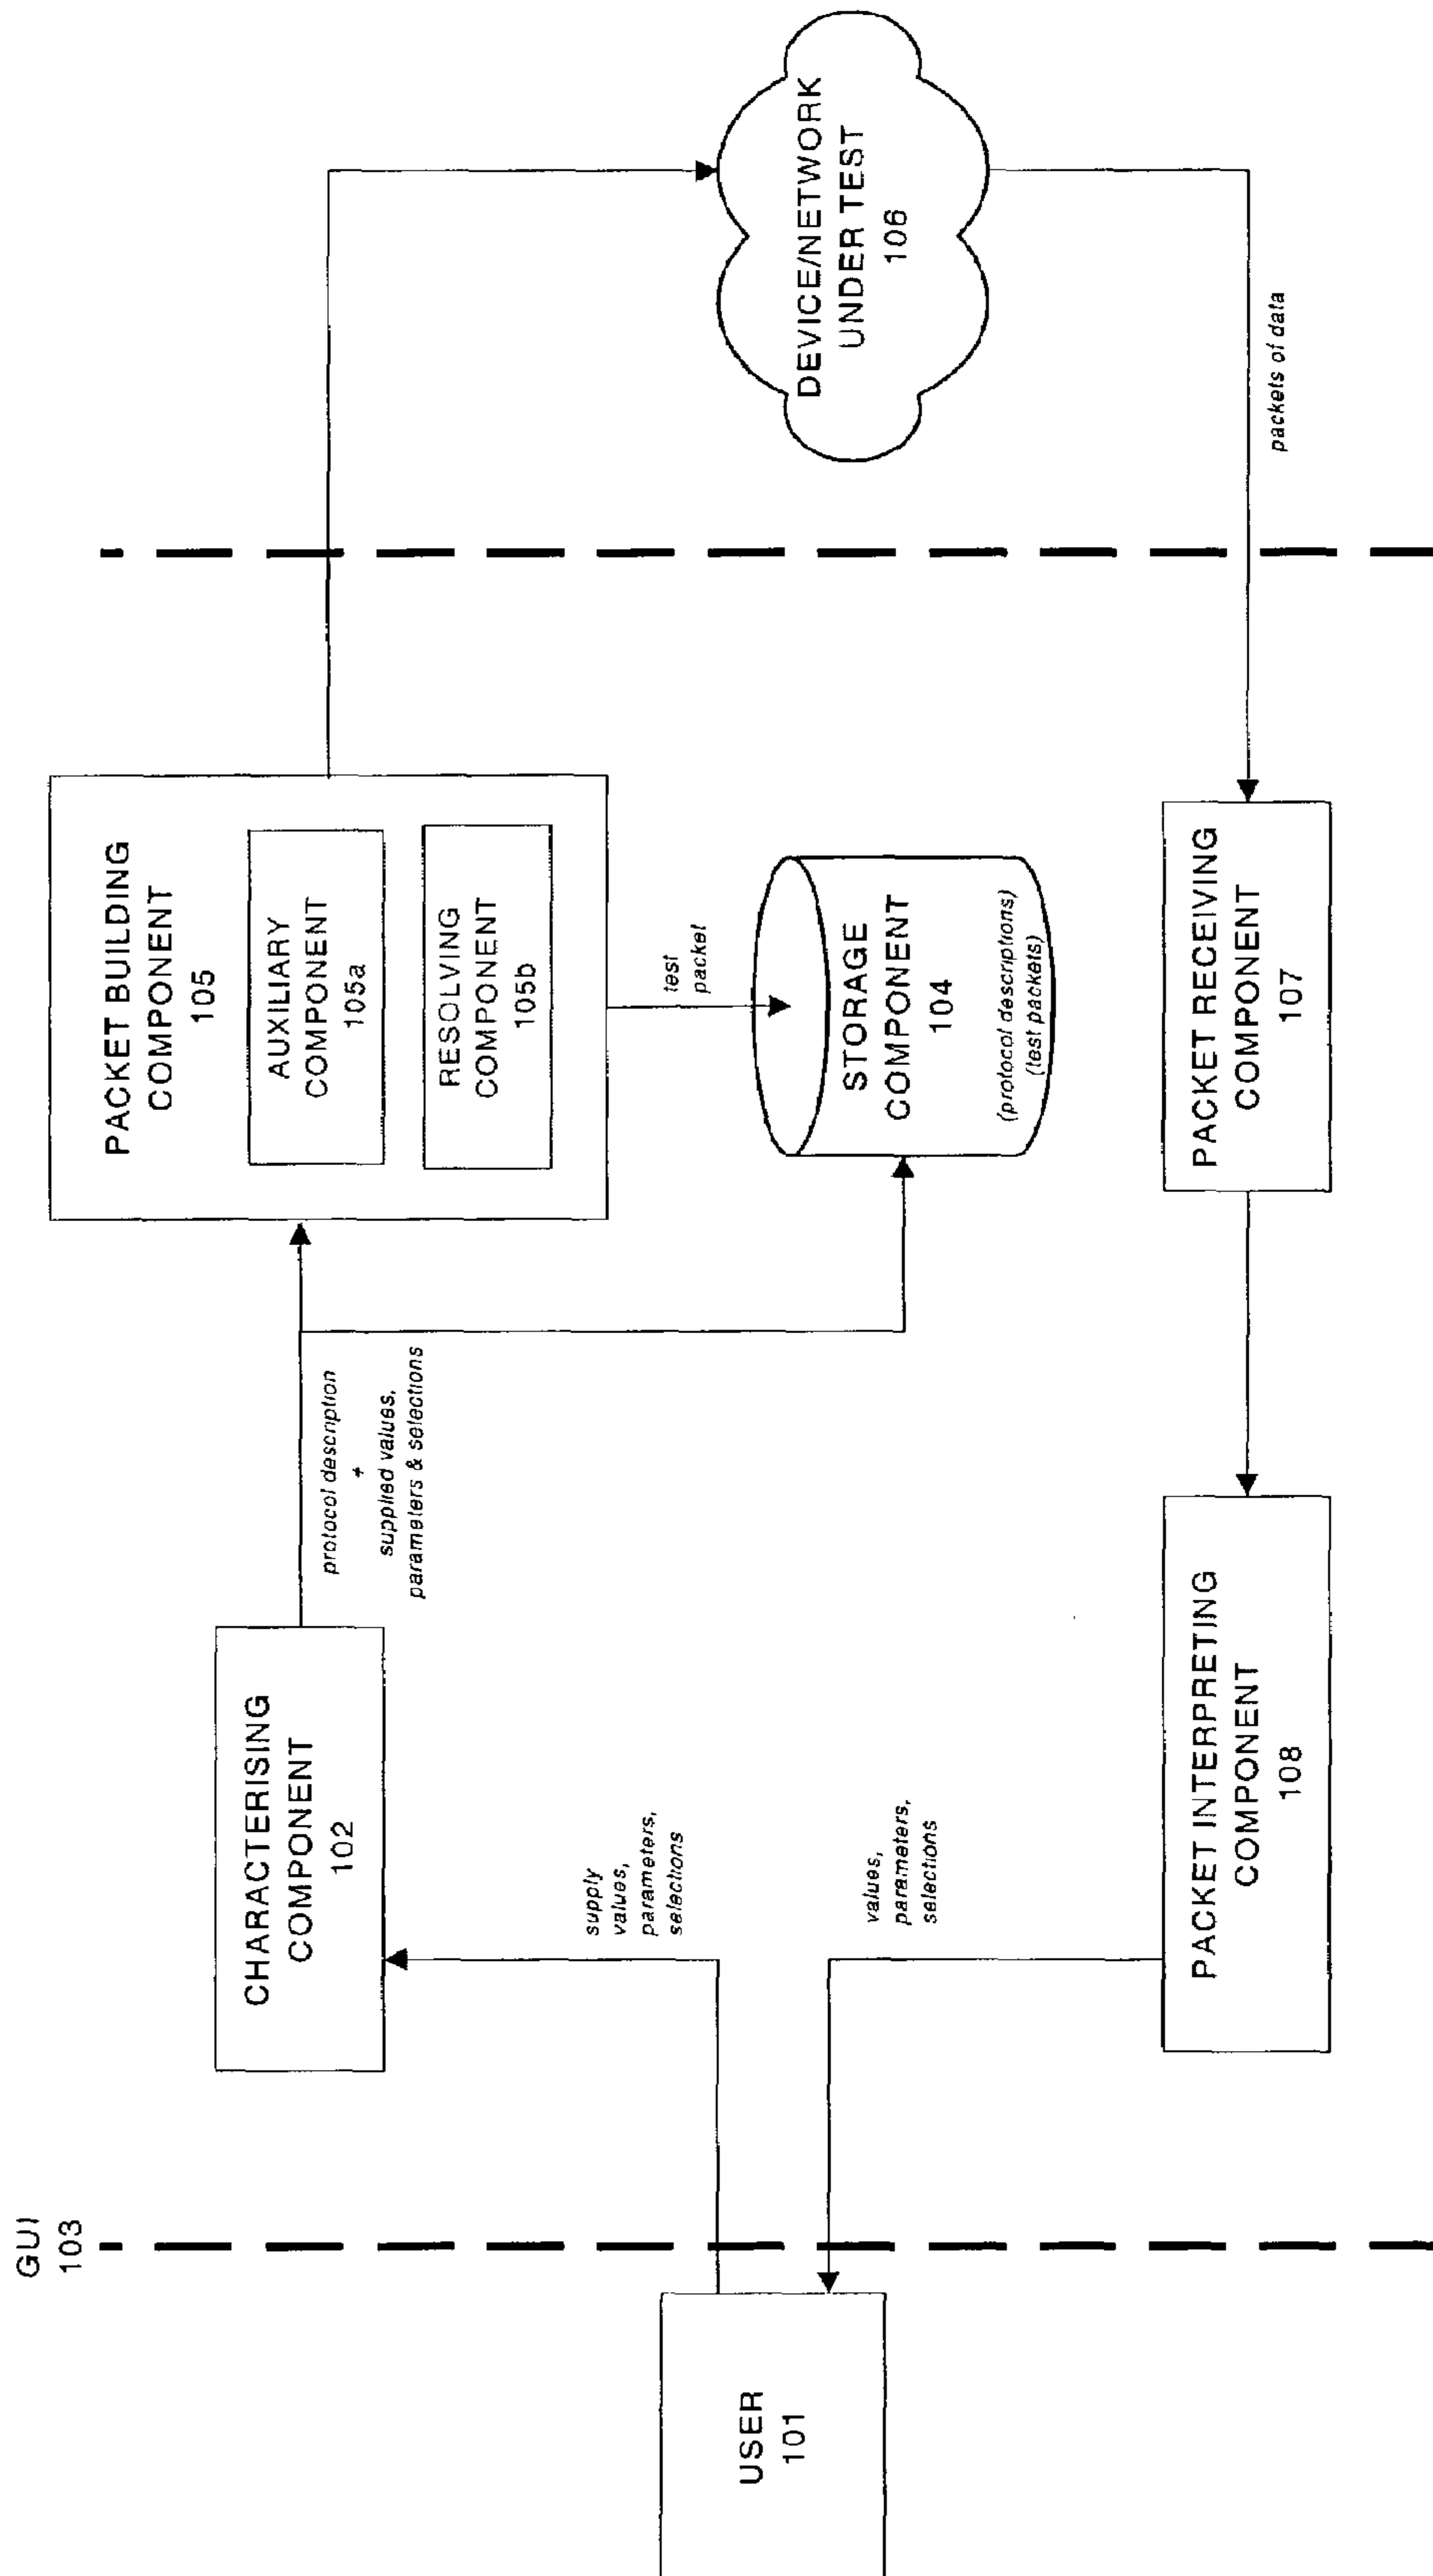 GUI
103
USER
101
CHARACTERISING
COMPONENT
102
supply
values,
parameters,
selections
values,
parameters,
selections
protocol description
+
supplied values,
parameters & selections
PACKET BUILDING
COMPONENT
105
AUXILIARY
COMPONENT
105a
RESOLVING
COMPONENT
105b
test
packet
STORAGE
COMPONENT
104
(protocol descriptions)
(test packets)
DEVICE/NETWORK
UNDER TEST
106
packets of data
PACKET RECEIVING
COMPONENT
107
PACKET INTERPRETING
COMPONENT
108